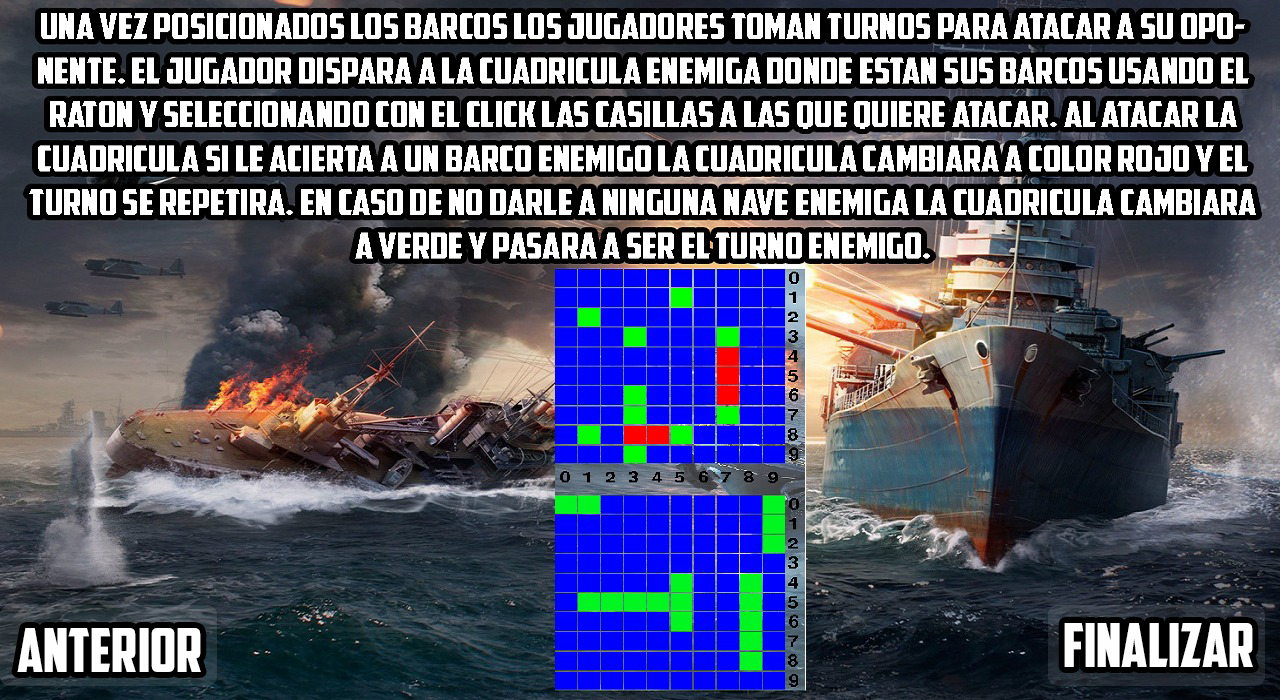 UNA VEZ POSICIONADOS LOS BARCOS LOS JUGADORES TOMAN TURNOS PARA ATACAR A SU OPO-
NENTE. EL JUGADOR DISPARA A LA CUADRICULA ENEMIGA DONDE ESTAN SUS BARCOS USANDO EL
RATON Y SELECCIONANDO CON EL CLICK LAS CASILLAS A LAS QUE QUIERE ATACAR. AL ATACAR LA
CUADRICULA SI LE ACIERTA A UN BARCO ENEMIGO LA CUADRICULA CAMBIARA A COLOR ROJO Y EL
TURNO SE REPETIRA. EN CASO DE NO DARLE A NINGUNA NAVE ENEMIGA LA CUADRICULA CAMBIARA
A VERDE Y PASARA A SER EL TURNO ENEMIGO.
0
1
2
3
4
5
6
7
8
9
0 1 2 3 4 5 6 7 8 9
0
1
2
3
4
5
6
7
8
9
ANTERIOR
FINALIZAR